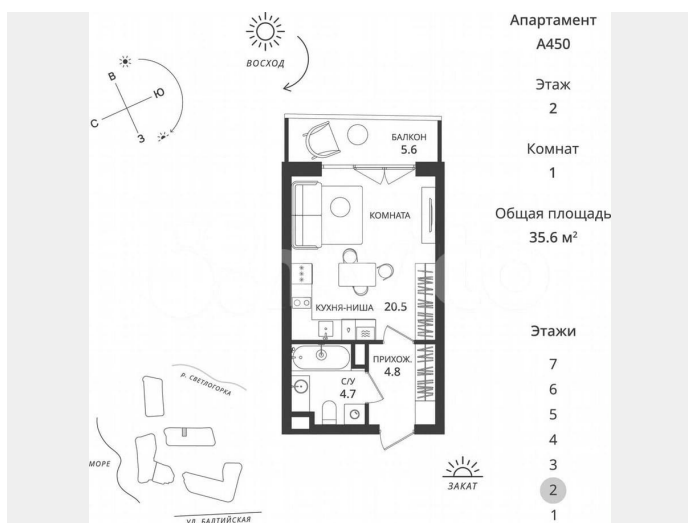 Апартамент
А450
Этаж
2
Комнат
1
Общая площадь
35.6 м²
Этажи
7
6
5
4
3
2
1
ВОСХОД
В
Ю
С
З
БАЛКОН
5.6
КОМНАТА
КУХНЯ-НИША 20.5
ПРИХОЖ.
4.8
С/У
4.7
ЗАКАТ
Р. СВЕТЛОГОРКА
МОРЕ
УЛ. БАЛТИЙСКАЯ